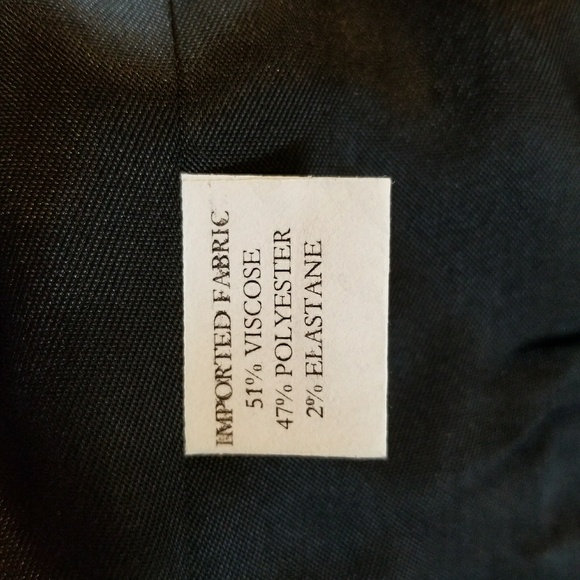 IMPORTED FABRIC
51% VISCOSE
47% POLYESTER
2% ELASTANE